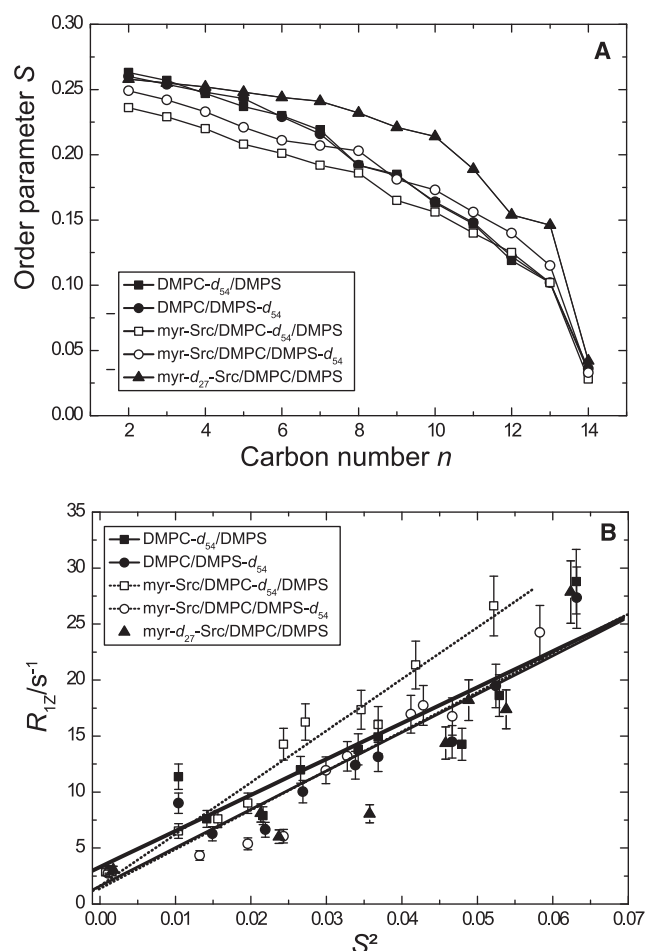 A
Order parameter S
0.30
0.25
0.20
0.15
0.10
0.05
0.00
DMPC-d54/DMPS
DMPC/DMPS-d54
myr-Src/DMPC-d54/DMPS
myr-Src/DMPC/DMPS-d54
myr-d27-Src/DMPC/DMPS
2 4 6 8 10 12 14
Carbon number n
B
R1Z/s-1
35
30
25
20
15
10
5
0
DMPC-d54/DMPS
DMPC/DMPS-d54
myr-Src/DMPC-d54/DMPS
myr-Src/DMPC/DMPS-d54
myr-d27-Src/DMPC/DMPS
0.00 0.01 0.02 0.03 0.04 0.05 0.06 0.07
S²